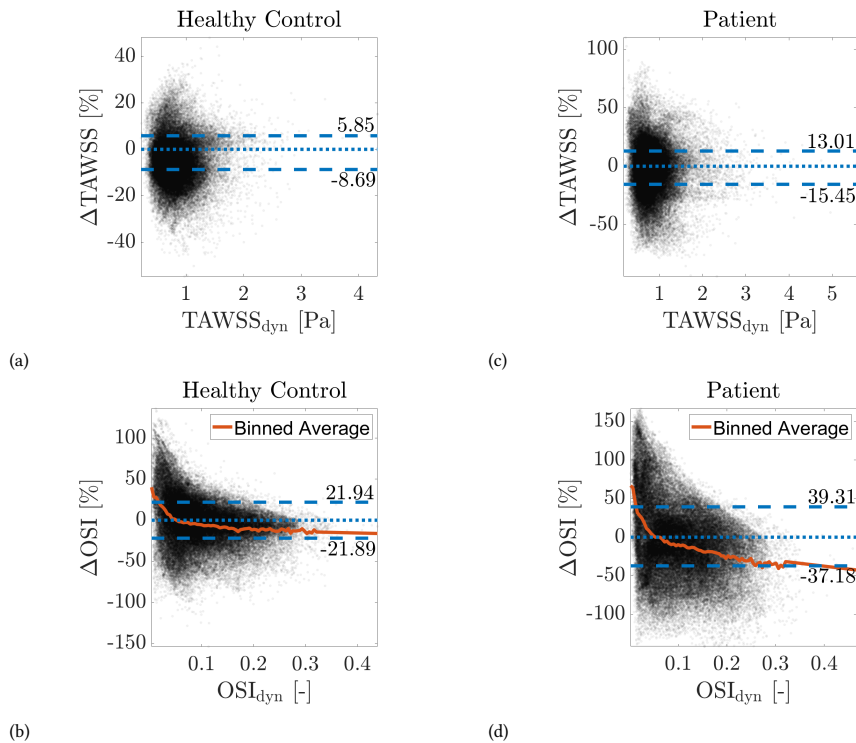 Healthy Control
40
20
0
-20
-40
ΔTAWSS [%]
5.85
-8.69
1 2 3 4
TAWSSdyn [Pa]
(a)
Patient
100
50
0
-50
ΔTAWSS [%]
13.01
-15.45
1 2 3 4 5
TAWSSdyn [Pa]
(c)
Healthy Control
Binned Average
100
50
0
-50
-100
-150
ΔOSI [%]
21.94
-21.89
0.1 0.2 0.3 0.4
OSIdyn [-]
(b)
Patient
Binned Average
150
100
50
0
-50
-100
ΔOSI [%]
39.31
-37.18
0.1 0.2 0.3 0.4
OSIdyn [-]
(d)